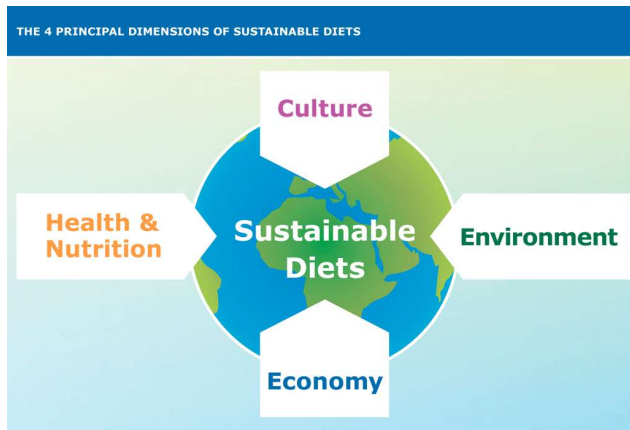 THE 4 PRINCIPAL DIMENSIONS OF SUSTAINABLE DIETS
Culture
Health &
Nutrition
Sustainable
Diets
Environment
Economy